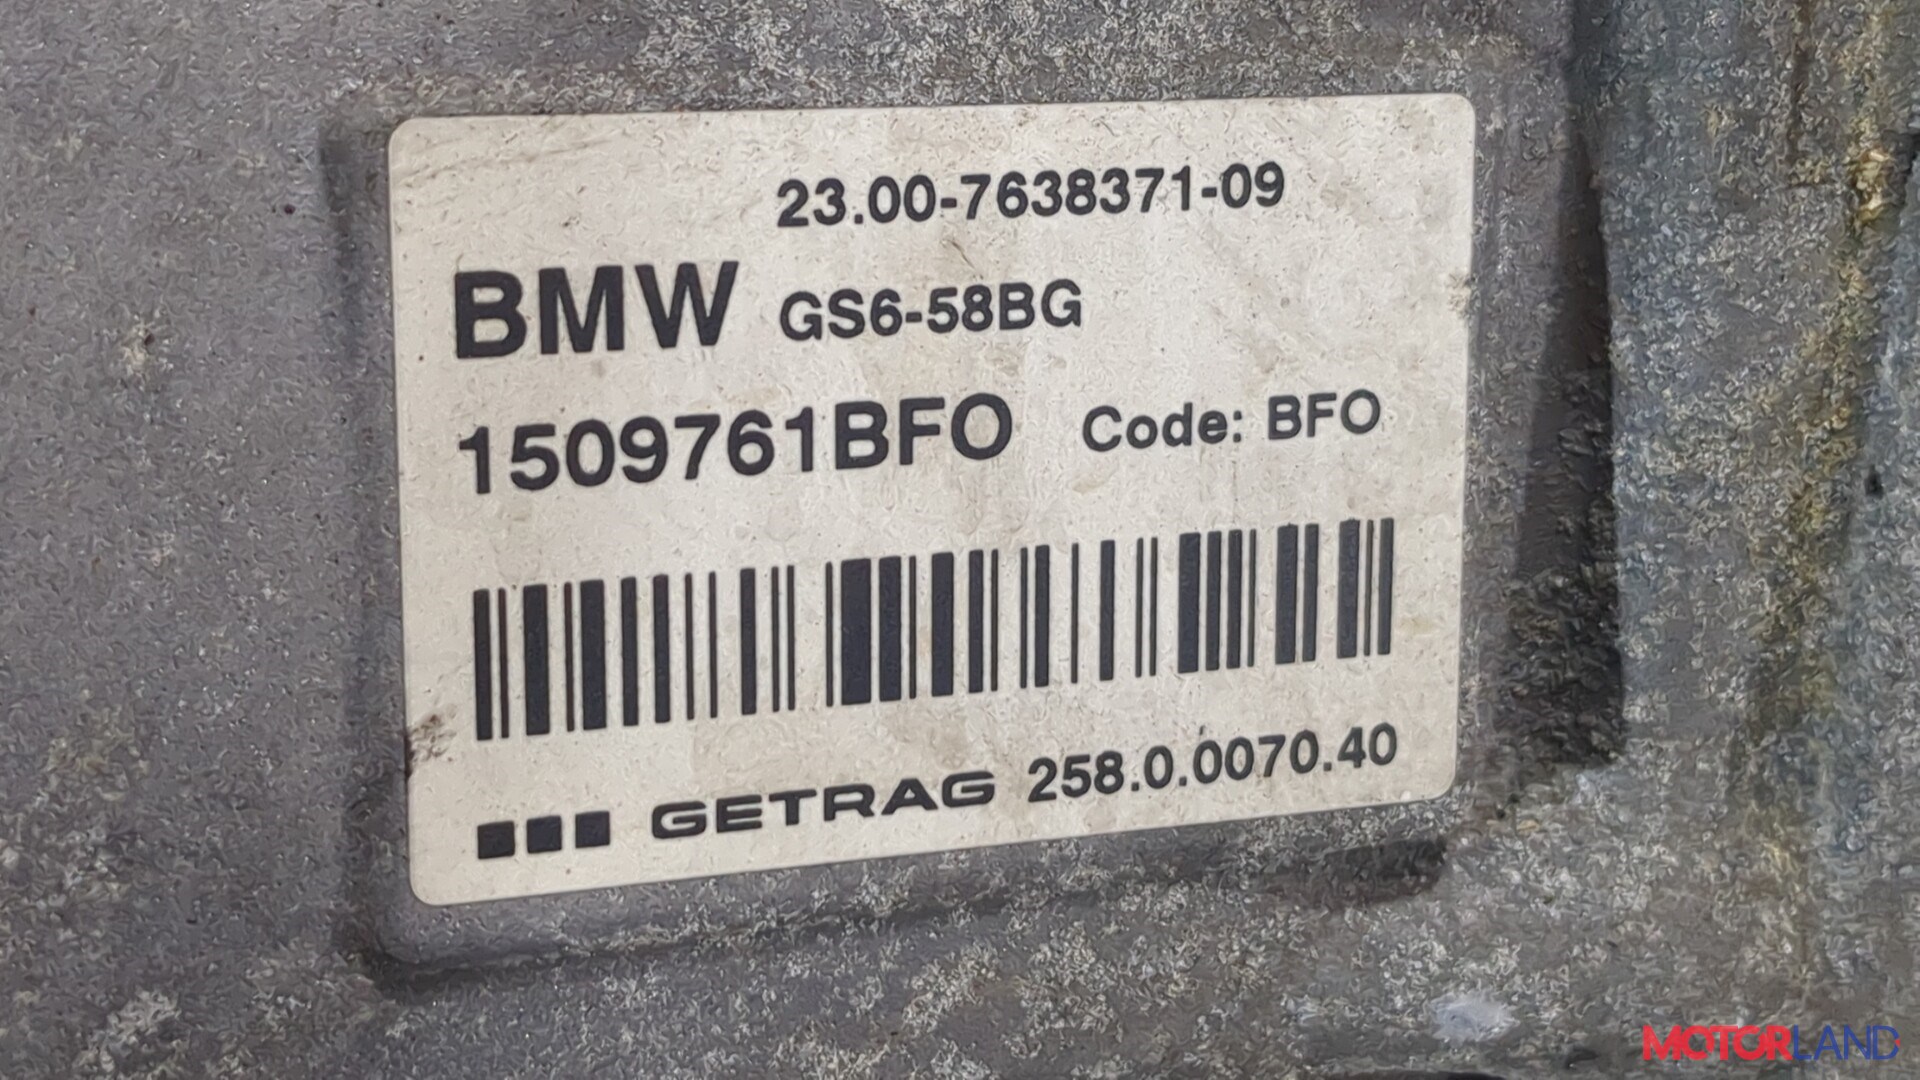 23.00-7638371-09
BMW GS6-58BG
1509761BFO Code: BFO
GETRAG 258.0.0070.40
MOTORLAND